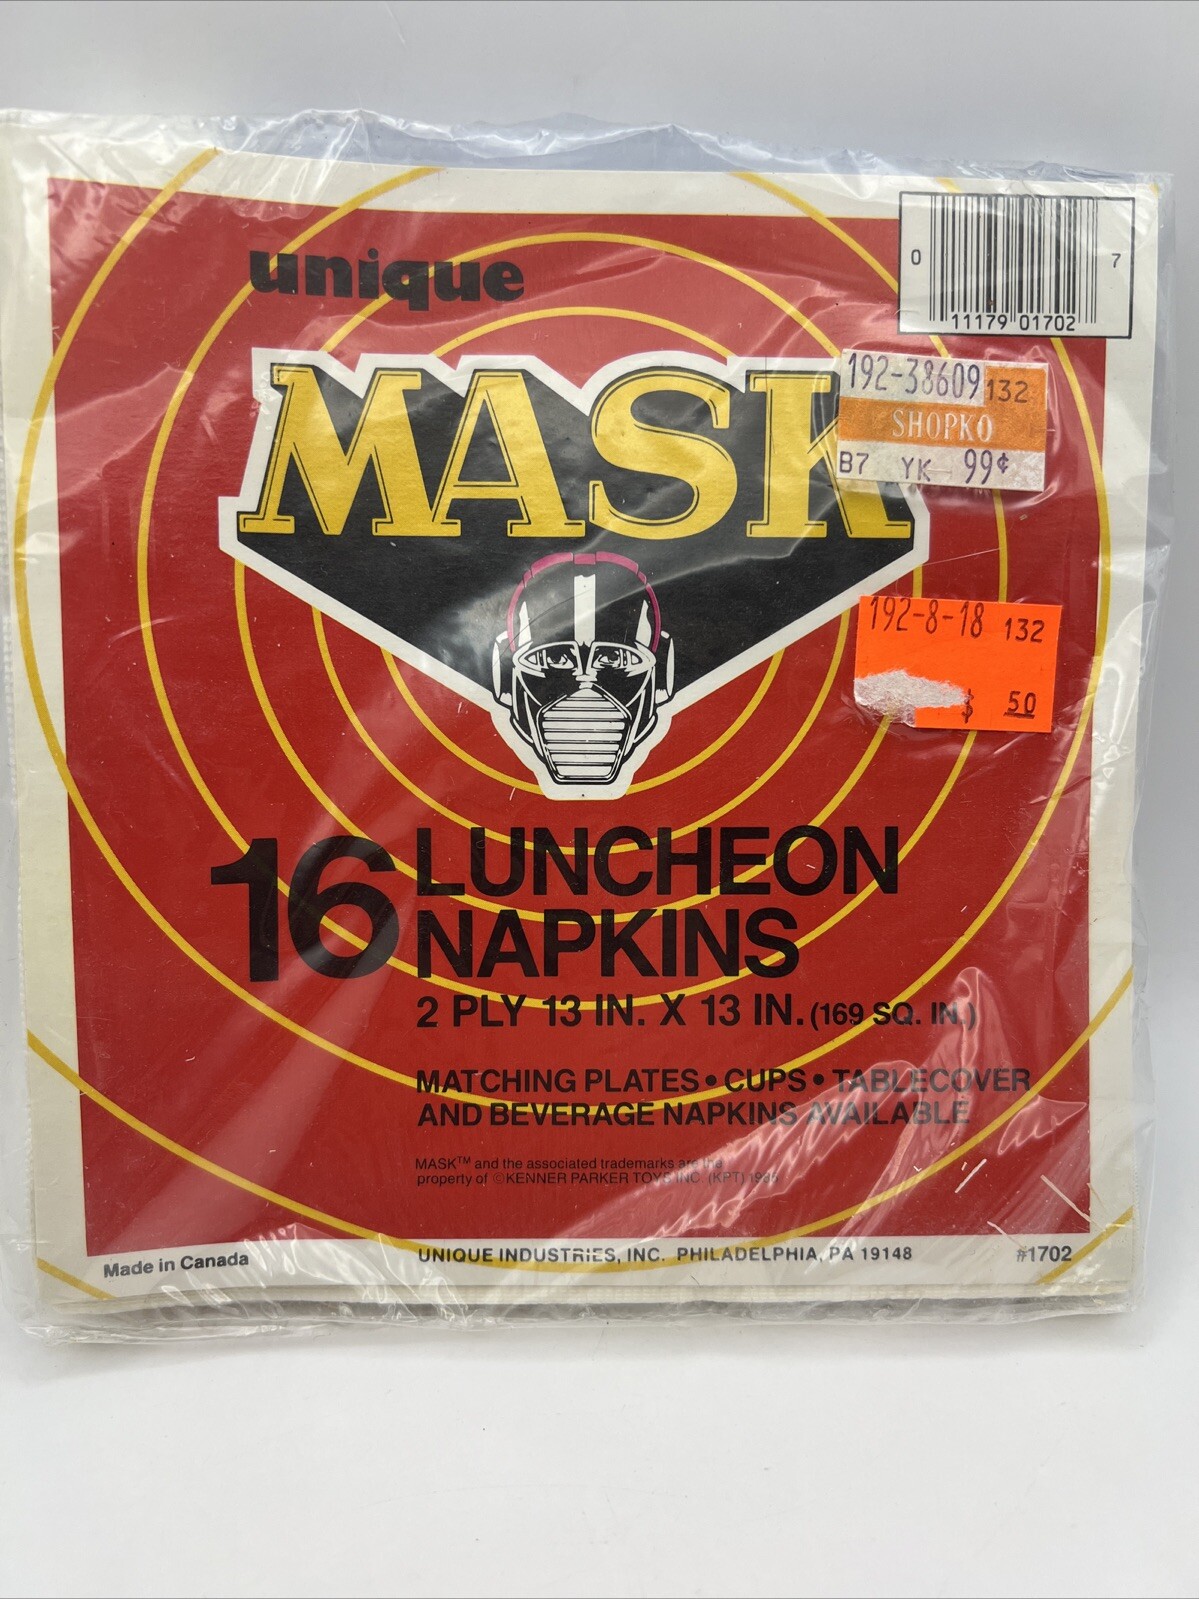 unique
0 11179 01702 7
MASK
192-38609 132
SHOPKO
B7 YK 99¢
192-8-18 132
$ 50
16 LUNCHEON
NAPKINS
2 PLY 13 IN. X 13 IN. (169 SQ. IN.)
MATCHING PLATES • CUPS • TABLECOVER
AND BEVERAGE NAPKINS AVAILABLE
MASK™ and the associated trademarks are the
property of ©KENNER PARKER TOYS INC. (KPT)
Made in Canada
UNIQUE INDUSTRIES, INC. PHILADELPHIA, PA 19148
#1702